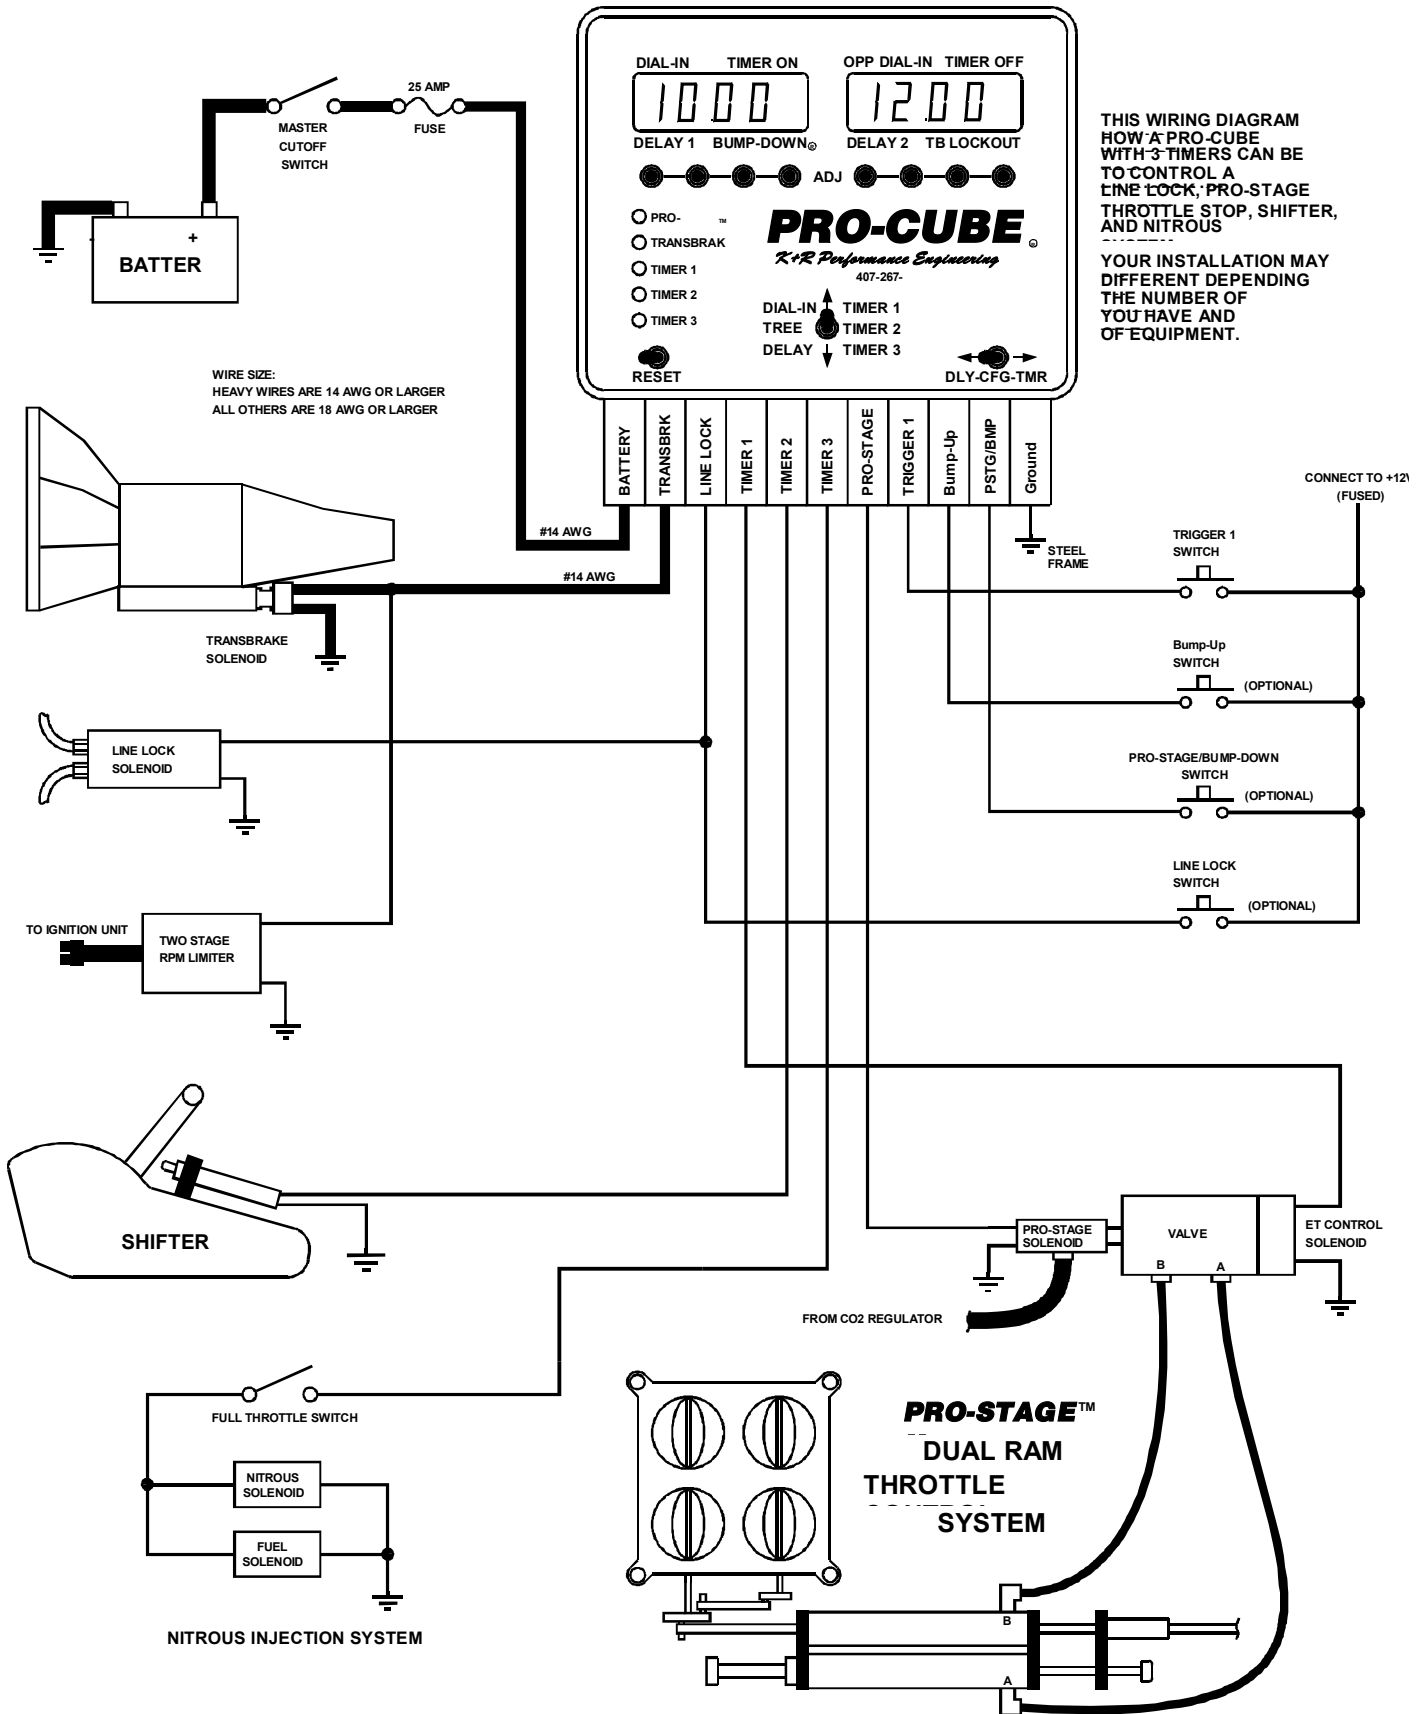 DIAL-IN TIMER ON
OPP DIAL-IN TIMER OFF
10.00
12.00
DELAY 1 BUMP-DOWN®
DELAY 2 TB LOCKOUT
ADJ
PRO- ™
TRANSBRAK
TIMER 1
TIMER 2
TIMER 3
PRO-CUBE ®
K+R Performance Engineering
407-267-
DIAL-IN TIMER 1
TREE TIMER 2
DELAY TIMER 3
RESET
DLY-CFG-TMR
BATTERY
TRANSBRK
LINE LOCK
TIMER 1
TIMER 2
TIMER 3
PRO-STAGE
TRIGGER 1
Bump-Up
PSTG/BMP
Ground
25 AMP
FUSE
MASTER
CUTOFF
SWITCH
- +
BATTER
THIS WIRING DIAGRAM
HOW A PRO-CUBE
WITH 3 TIMERS CAN BE
TO CONTROL A
LINE LOCK, PRO-STAGE
THROTTLE STOP, SHIFTER,
AND NITROUS
YOUR INSTALLATION MAY
DIFFERENT DEPENDING
THE NUMBER OF
YOU HAVE AND
OF EQUIPMENT.
WIRE SIZE:
HEAVY WIRES ARE 14 AWG OR LARGER
ALL OTHERS ARE 18 AWG OR LARGER
#14 AWG
#14 AWG
STEEL
FRAME
CONNECT TO +12V
(FUSED)
TRIGGER 1
SWITCH
TRANSBRAKE
SOLENOID
Bump-Up
SWITCH
(OPTIONAL)
LINE LOCK
SOLENOID
PRO-STAGE/BUMP-DOWN
SWITCH
(OPTIONAL)
LINE LOCK
SWITCH
(OPTIONAL)
TO IGNITION UNIT
TWO STAGE
RPM LIMITER
SHIFTER
PRO-STAGE
SOLENOID
VALVE
B A
ET CONTROL
SOLENOID
FROM CO2 REGULATOR
FULL THROTTLE SWITCH
NITROUS
SOLENOID
FUEL
SOLENOID
NITROUS INJECTION SYSTEM
PRO-STAGE™
DUAL RAM
THROTTLE
SYSTEM
B
A